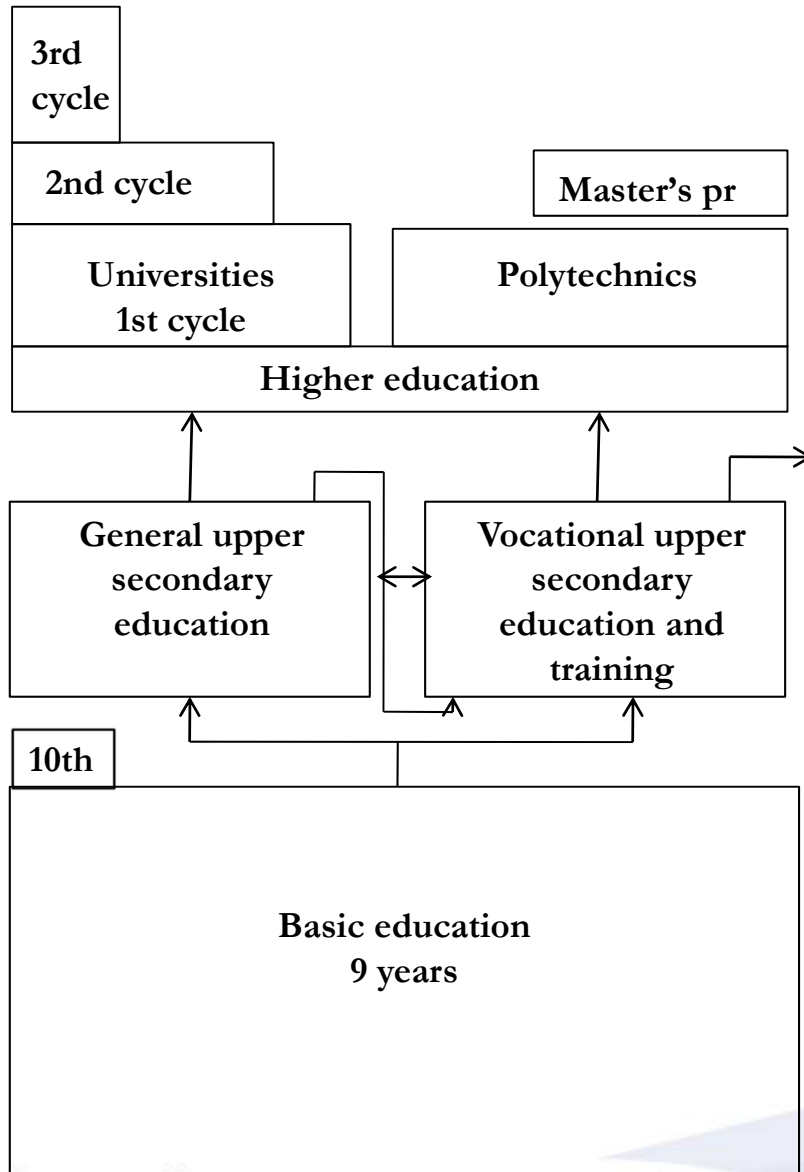 3rd
cycle
2nd cycle
Master's pr
Universities
1st cycle
Polytechnics
Higher education
General upper
secondary
education
Vocational upper
secondary
education and
training
10th
Basic education
9 years